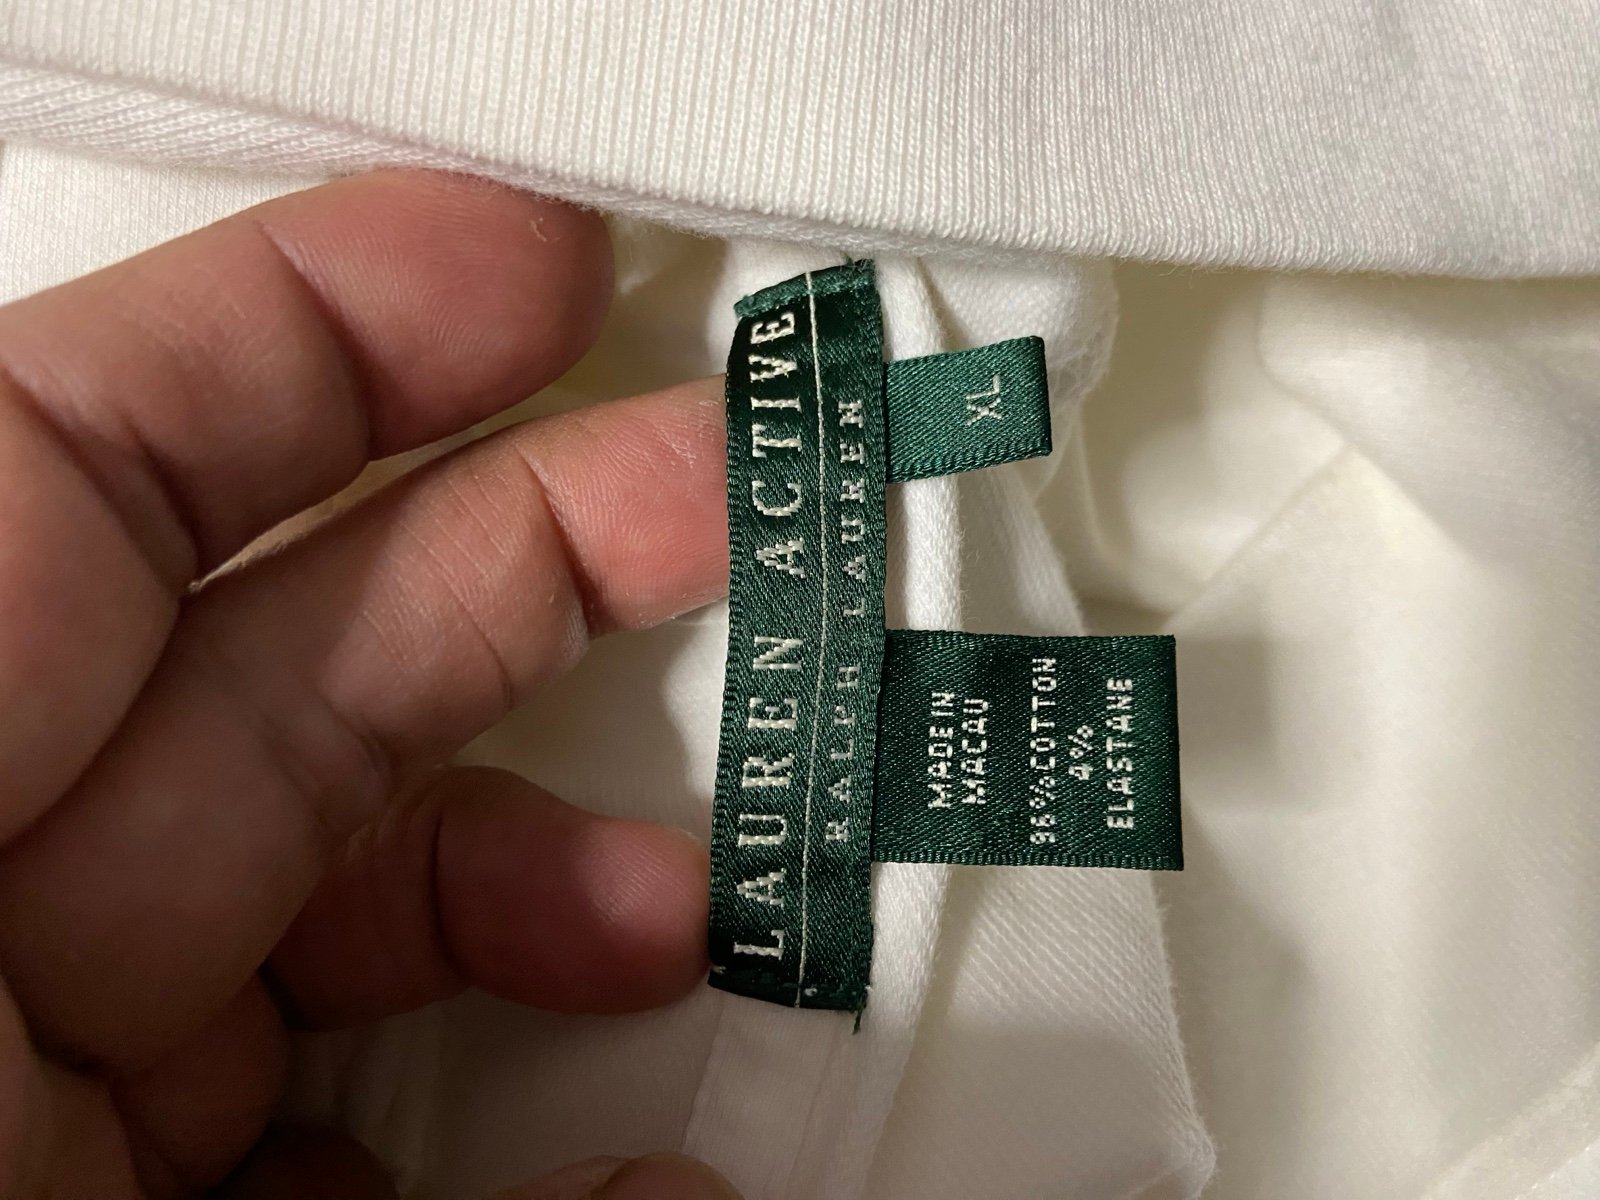 LAUREN ACTIVE
RALPH LAUREN
XL
MADE IN
MACAU
96%COTTON
4%
ELASTANE